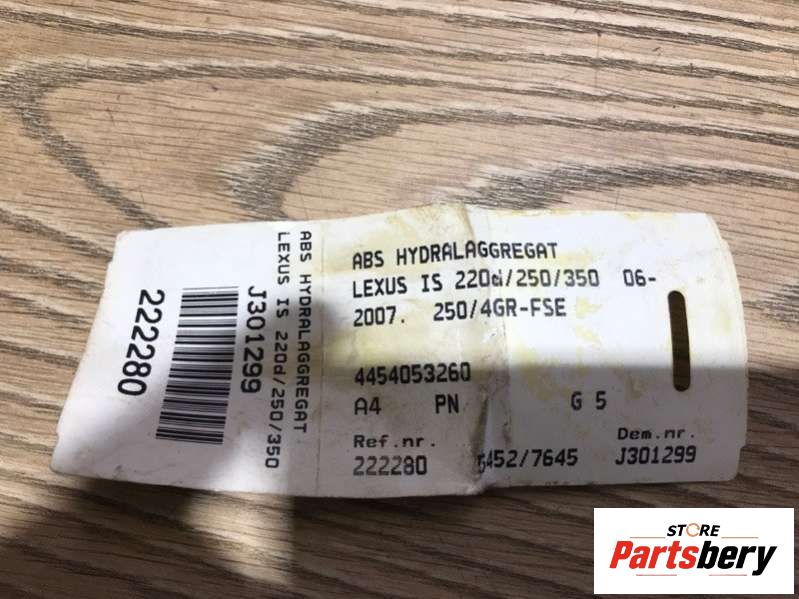 ABS HYDRALAGGREGAT
LEXUS IS 220d/250/350
J301299
222280
ABS HYDRALAGGREGAT
LEXUS IS 220d/250/350 06-
2007. 250/4GR-FSE
4454053260
A4 PN G 5
Ref.nr. Dem.nr.
222280 5452/7645 J301299
STORE
Partsbery